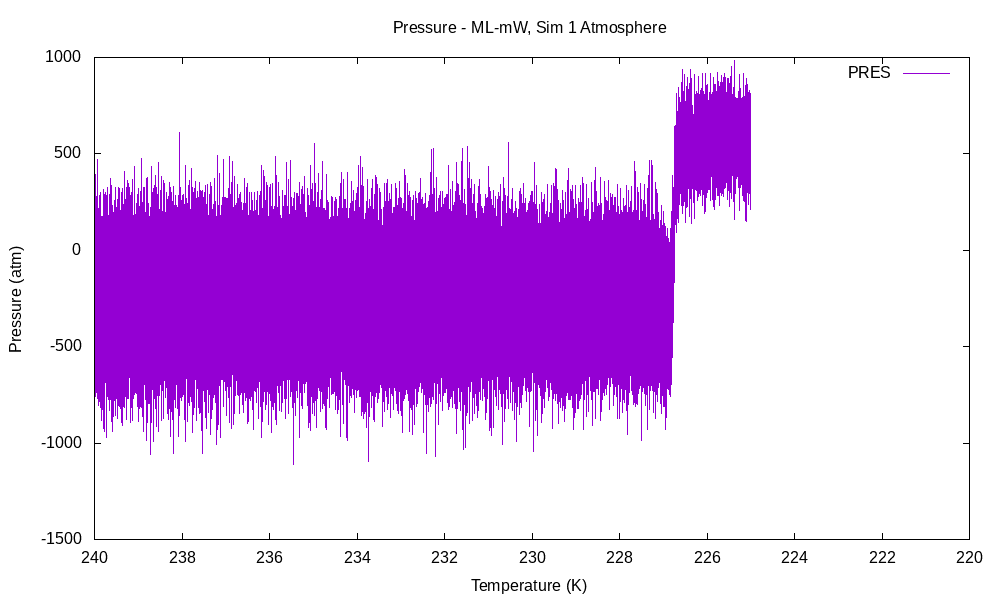 Pressure - ML-mW, Sim 1 Atmosphere
PRES
1000
500
0
-500
-1000
-1500
Pressure (atm)
240 238 236 234 232 230 228 226 224 222 220
Temperature (K)